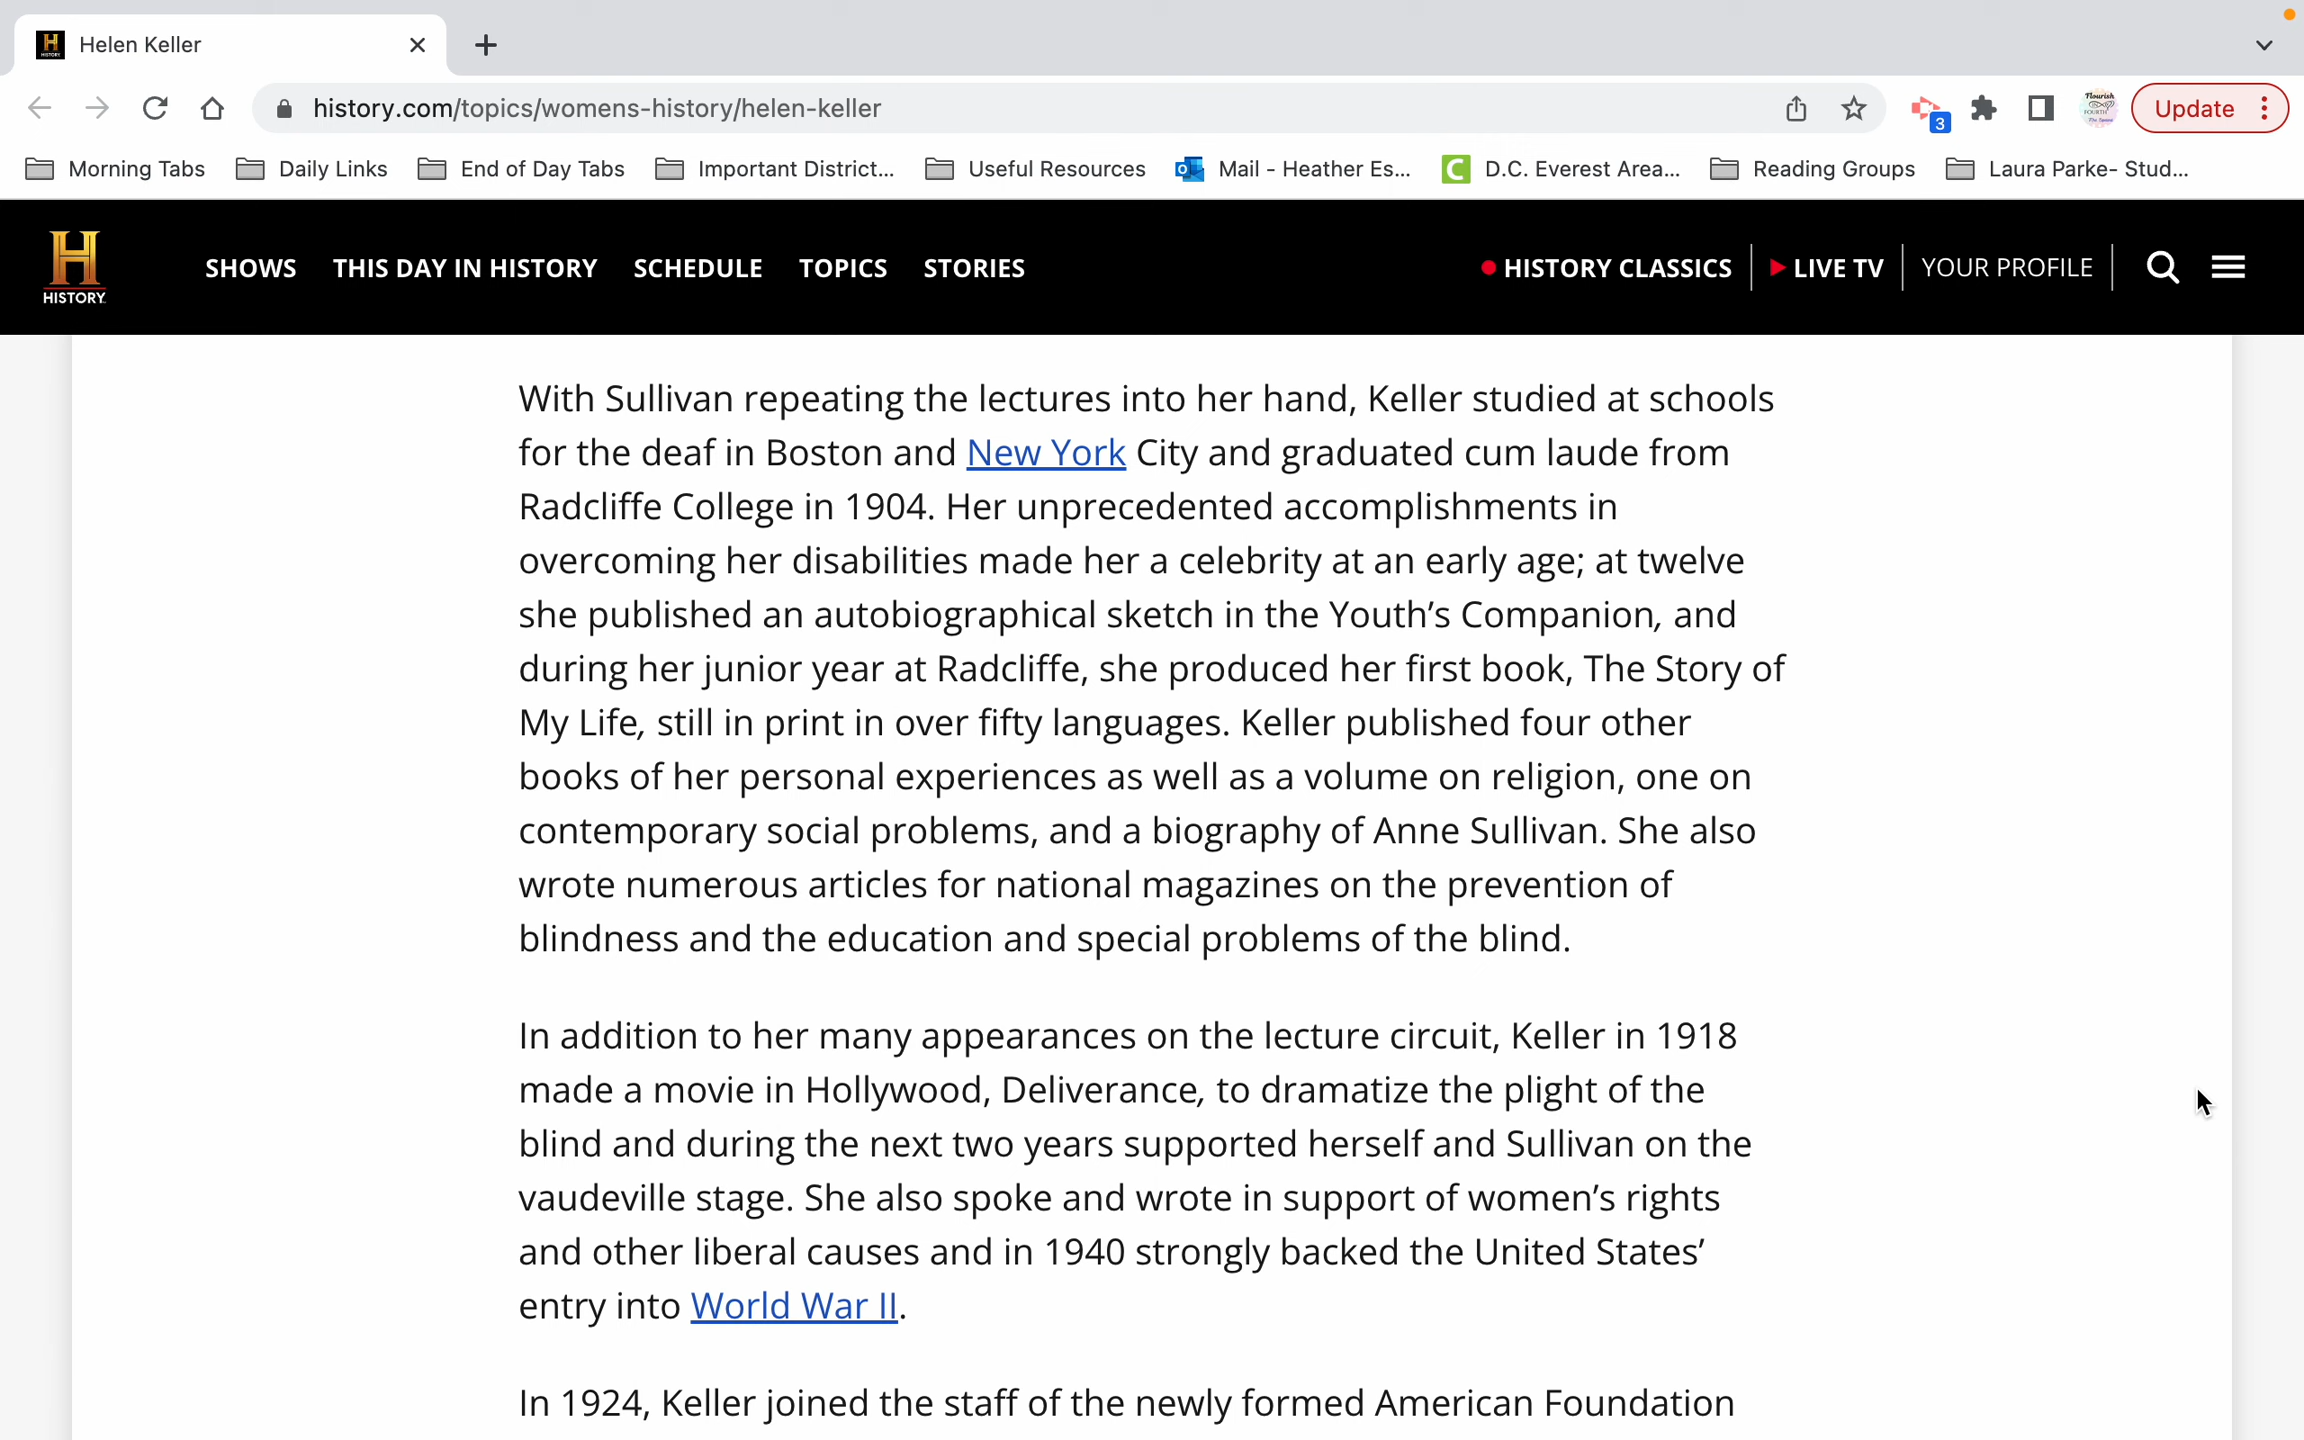 Helen Keller
history.com/topics/womens-history/helen-keller
3
Update
Morning Tabs
Daily Links
End of Day Tabs
Important District...
Useful Resources
Mail - Heather Es...
D.C. Everest Area...
Reading Groups
Laura Parke- Stud...
H
HISTORY
SHOWS
THIS DAY IN HISTORY
SCHEDULE
TOPICS
STORIES
HISTORY CLASSICS
LIVE TV
YOUR PROFILE
With Sullivan repeating the lectures into her hand, Keller studied at schools
for the deaf in Boston and New York City and graduated cum laude from
Radcliffe College in 1904. Her unprecedented accomplishments in
overcoming her disabilities made her a celebrity at an early age; at twelve
she published an autobiographical sketch in the Youth’s Companion, and
during her junior year at Radcliffe, she produced her first book, The Story of
My Life, still in print in over fifty languages. Keller published four other
books of her personal experiences as well as a volume on religion, one on
contemporary social problems, and a biography of Anne Sullivan. She also
wrote numerous articles for national magazines on the prevention of
blindness and the education and special problems of the blind.
In addition to her many appearances on the lecture circuit, Keller in 1918
made a movie in Hollywood, Deliverance, to dramatize the plight of the
blind and during the next two years supported herself and Sullivan on the
vaudeville stage. She also spoke and wrote in support of women’s rights
and other liberal causes and in 1940 strongly backed the United States’
entry into World War II.
In 1924, Keller joined the staff of the newly formed American Foundation